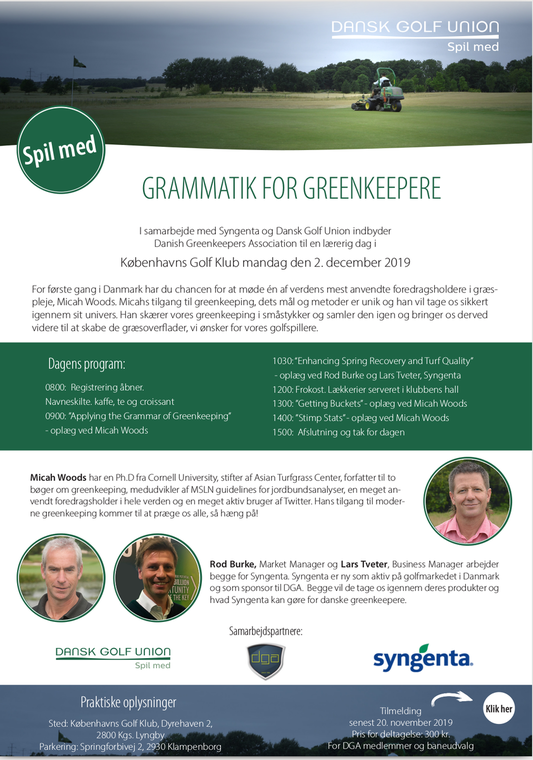 DANSK GOLF UNION
Spil med
Spil med
GRAMMATIK FOR GREENKEEPERE
I samarbejde med Syngenta og Dansk Golf Union indbyder
Danish Greenkeepers Association til en lærerig dag i
Københavns Golf Klub mandag den 2. december 2019
For første gang i Danmark har du chancen for at møde én af verdens mest anvendte foredragsholdere i græs-
pleje, Micah Woods. Micahs tilgang til greenkeeping, dets mål og metoder er unik og han vil tage os sikkert
igennem sit univers. Han skærer vores greenkeeping i småstykker og samler den igen og bringer os derved
videre til at skabe de græsoverflader, vi ønsker for vores golfspillere.
Dagens program:
0800: Registrering åbner.
Navneskilte. kaffe, te og croissant
0900: "Applying the Grammar of Greenkeeping"
- oplæg ved Micah Woods
1030: "Enhancing Spring Recovery and Turf Quality"
- oplæg ved Rod Burke og Lars Tveter, Syngenta
1200: Frokost. Lækkerier serveret i klubbens hall
1300: "Getting Buckets" - oplæg ved Micah Woods
1400: "Stimp Stats" - oplæg ved Micah Woods
1500: Afslutning og tak for dagen
Micah Woods har en Ph.D fra Cornell University, stifter af Asian Turfgrass Center, forfatter til to
bøger om greenkeeping, medudvikler af MSLN guidelines for jordbundsanalyser, en meget an-
vendt foredragsholder i hele verden og en meget aktiv bruger af Twitter. Hans tilgang til moder-
ne greenkeeping kommer til at præge os alle, så hæng på!
Rod Burke, Market Manager og Lars Tveter, Business Manager arbejder
begge for Syngenta. Syngenta er ny som aktiv på golfmarkedet i Danmark
og som sponsor til DGA. Begge vil de tage os igennem deres produkter og
hvad Syngenta kan gøre for danske greenkeepere.
Samarbejdspartnere:
DANSK GOLF UNION
Spil med
dga
syngenta
Praktiske oplysninger
Sted: Københavns Golf Klub, Dyrehaven 2,
2800 Kgs. Lyngby
Parkering: Springforbivej 2, 2930 Klampenborg
Tilmelding
senest 20. november 2019
Pris for deltagelse: 300 kr.
For DGA medlemmer og baneudvalg
Klik her